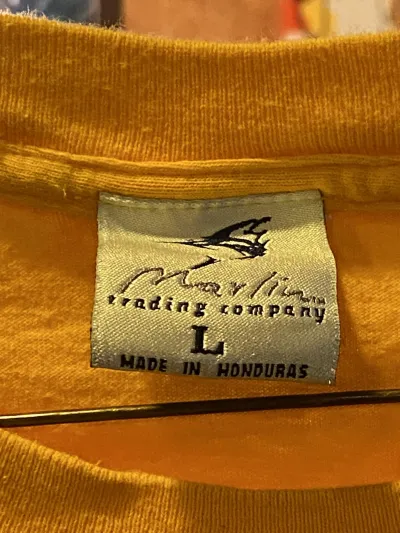 Marlin
trading company
L
MADE IN HONDURAS